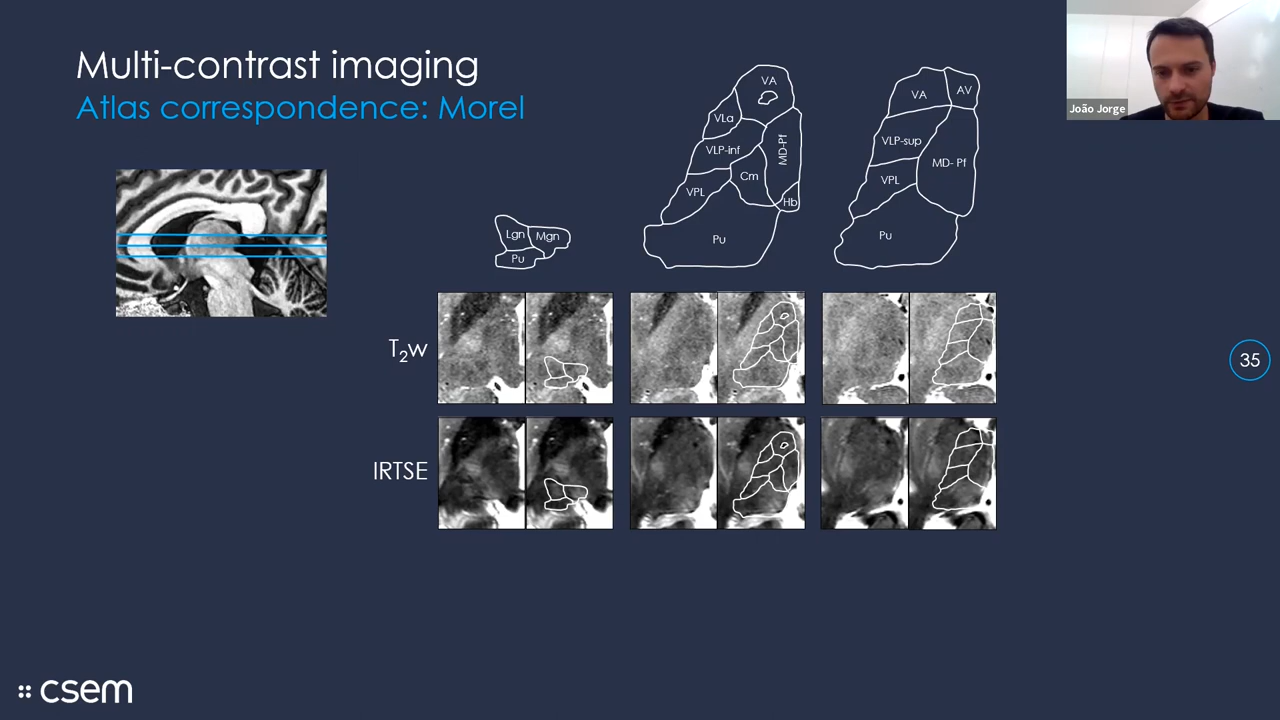 Multi-contrast imaging
Atlas correspondence: Morel
João Jorge
Lgn
Mgn
Pu
VA
VLa
VLP-inf
MD-Pf
Cm
VPL
Hb
Pu
VA
AV
VLP-sup
MD- Pf
VPL
Pu
T₂w
IRTSE
35
csem